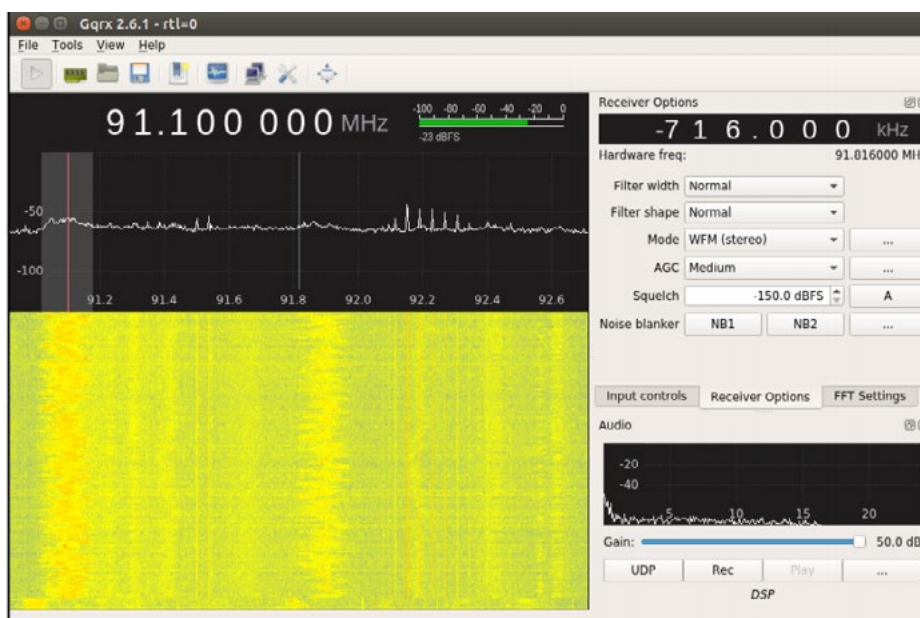 Gqrx 2.6.1 - rtl=0
File Tools View Help
91.100 000 MHz
-100 -80 -60 -40 -20 0
-23 dBFS
-50
-100
91.2 91.4 91.6 91.8 92.0 92.2 92.4 92.6
Receiver Options
-716.000 kHz
Hardware freq: 91.816000 MH
Filter width Normal
Filter shape Normal
Mode WFM (stereo) ...
AGC Medium ...
Squelch -150.0 dBFS A
Noise blanker NB1 NB2 ...
Input controls Receiver Options FFT Settings
Audio
-20
-40
5 10 15 20
Gain: 50.0 dB
UDP Rec Play ...
DSP